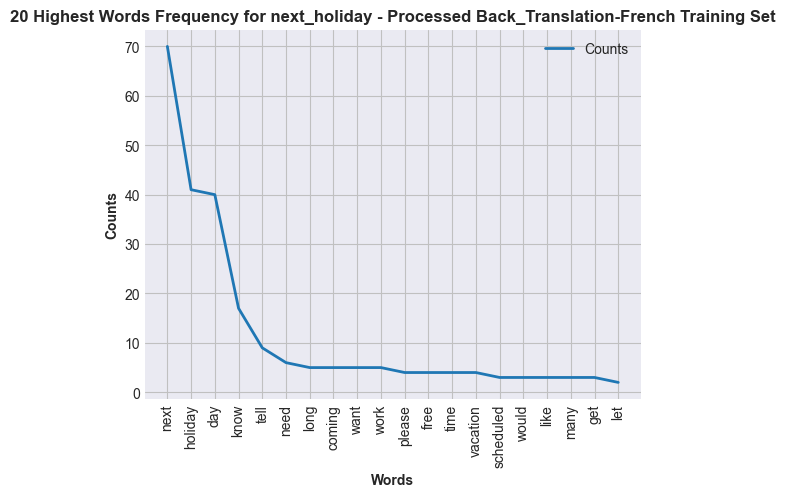 20 Highest Words Frequency for next_holiday - Processed Back_Translation-French Training Set
Counts
70
60
50
40
30
20
10
0
Counts
next
holiday
day
know
tell
need
long
coming
want
work
please
free
time
vacation
scheduled
would
like
many
get
let
Words